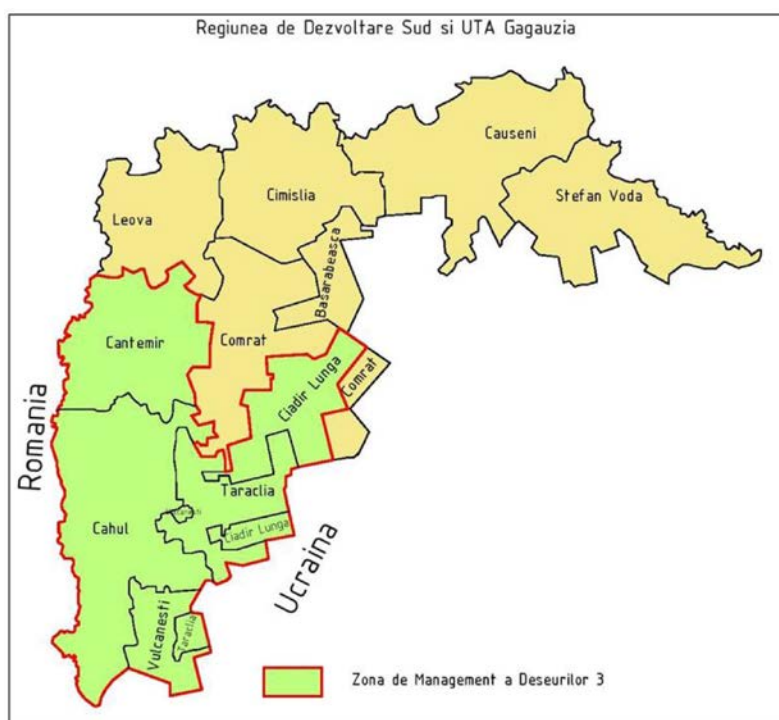 Regiunea de Dezvoltare Sud si UTA Gagauzia
Causeni
Cimislia
Stefan Voda
Leova
Basarabeasca
Cantemir
Comrat
Ciadir Lunga
Comrat
Romania
Taraclia
Cahul
Ciadir Lunga
Ucraina
Vulcanesti
Taraclia
Zona de Management a Deseurilor 3